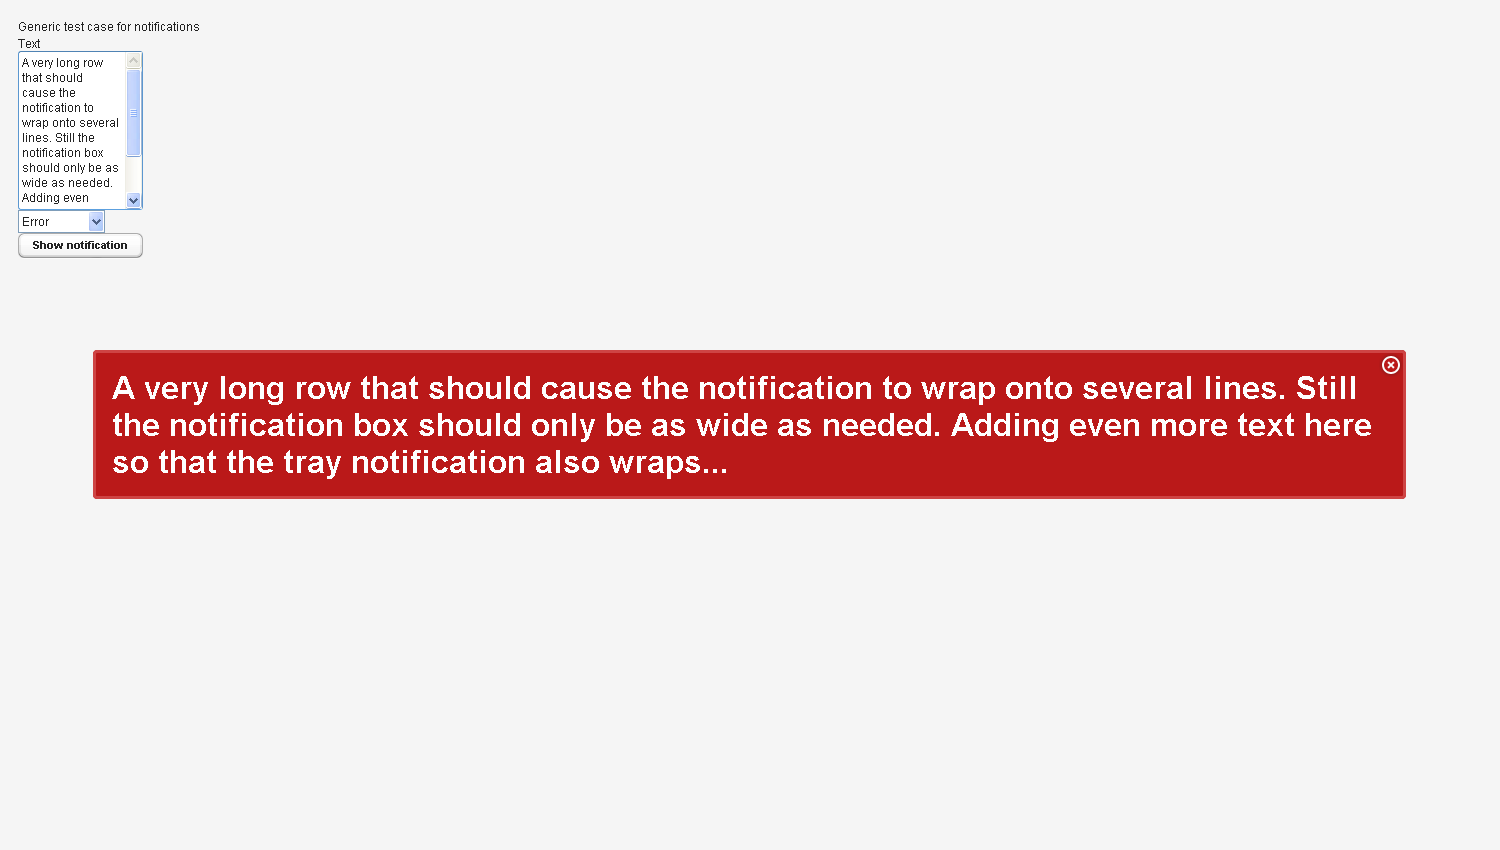 Generic test case for notifications
Text
A very long row
that should
cause the
notification to
wrap onto several
lines. Still the
notification box
should only be as
wide as needed.
Adding even
Error
Show notification
A very long row that should cause the notification to wrap onto several lines. Still
the notification box should only be as wide as needed. Adding even more text here
so that the tray notification also wraps...